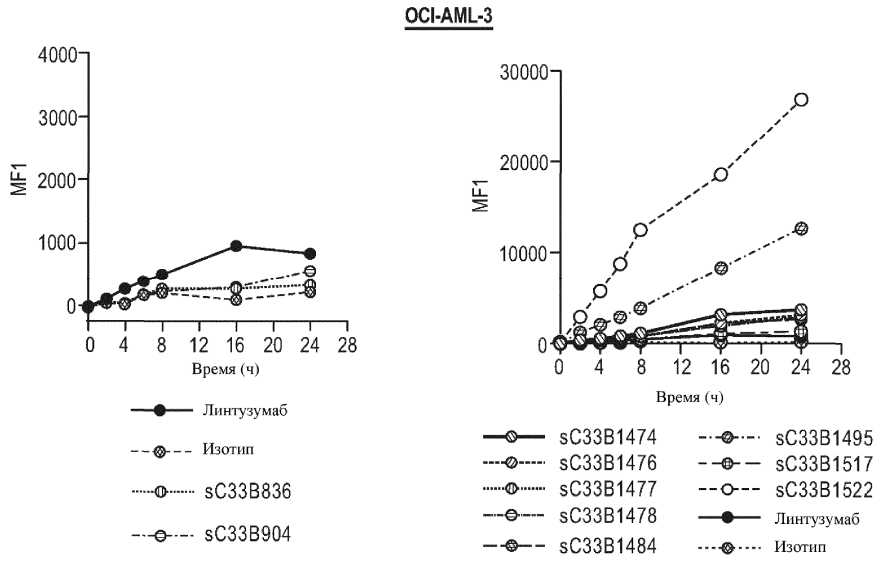 OCI-AML-3
4000
3000
2000
1000
0
MF1
0 4 8 12 16 20 24 28
Время (ч)
Линтузумаб
Изотип
sC33B836
sC33B904
30000
20000
10000
0
MF1
0 4 8 12 16 20 24 28
Время (ч)
sC33B1474
sC33B1476
sC33B1477
sC33B1478
sC33B1484
sC33B1495
sC33B1517
sC33B1522
Линтузумаб
Изотип